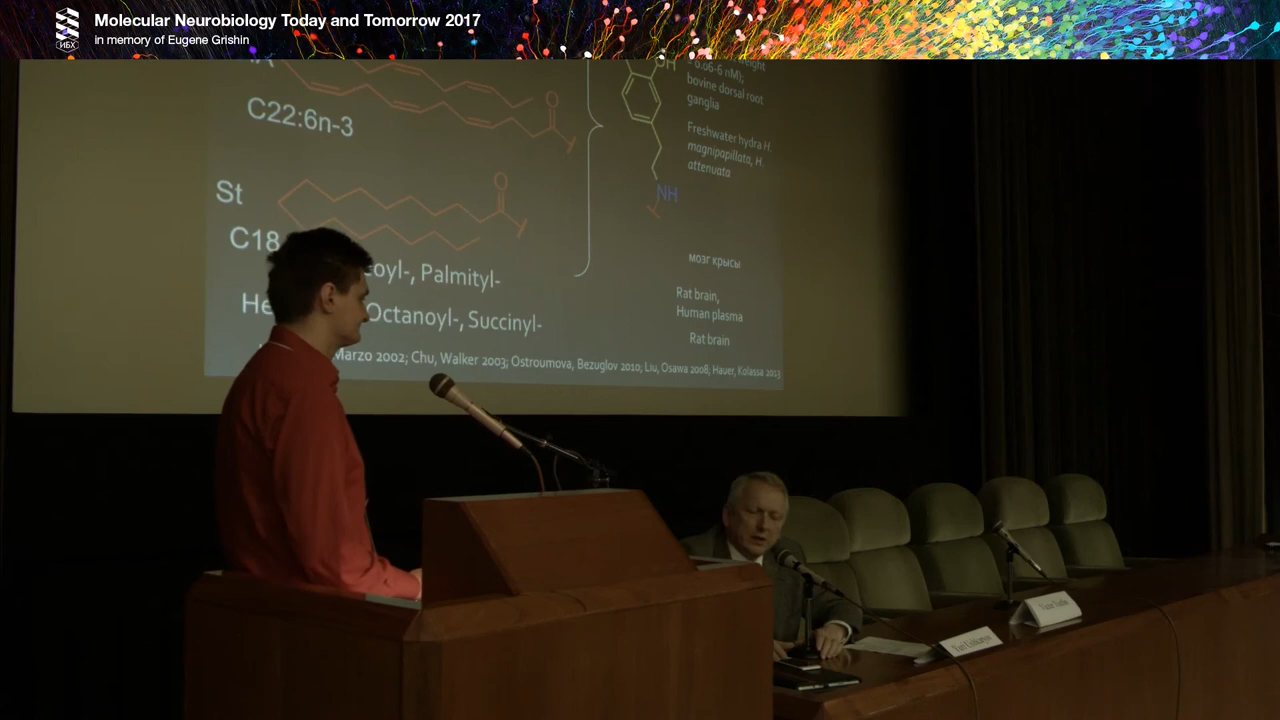 Molecular Neurobiology Today and Tomorrow 2017
in memory of Eugene Grishin
ИБХ
OH
C22:6n-3
0.06-6 nM);
bovine dorsal root
ganglia
Freshwater hydra H.
magnipapillata, H.
attenuata
NH
St
C18
O
O
мозг крысы
Palmityl-
Rat brain,
Human plasma
He
Octanoyl-, Succinyl-
Rat brain
Marzo 2002; Chu, Walker 2003; Ostroumova, Bezuglov 2010; Liu, Osawa 2008; Hauer, Kolassa 2013